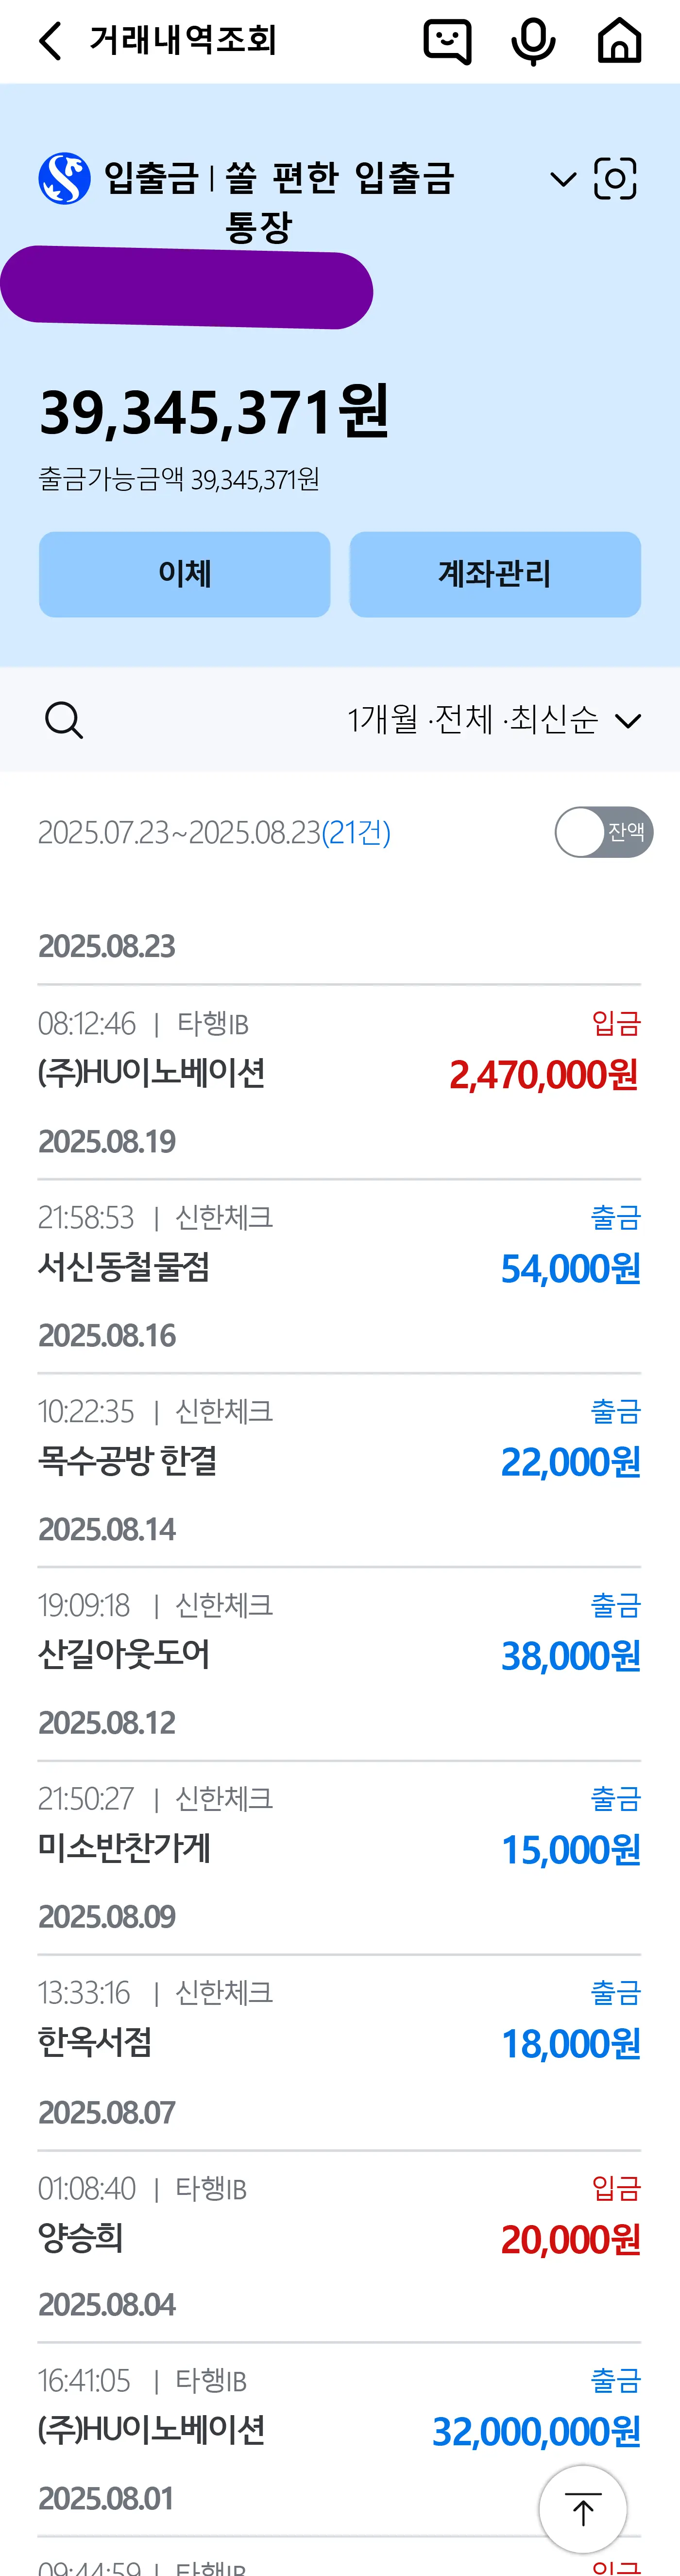 거래내역조회
입출금 | 쏠 편한 입출금
통장
39,345,371원
출금가능금액 39,345,371원
이체
계좌관리
1개월 ·전체 ·최신순
2025.07.23~2025.08.23(21건)
잔액
2025.08.23
08:12:46 | 타행IB 입금
(주)HU이노베이션 2,470,000원
2025.08.19
21:58:53 | 신한체크 출금
서신동철물점 54,000원
2025.08.16
10:22:35 | 신한체크 출금
목수공방 한결 22,000원
2025.08.14
19:09:18 | 신한체크 출금
산길아웃도어 38,000원
2025.08.12
21:50:27 | 신한체크 출금
미소반찬가게 15,000원
2025.08.09
13:33:16 | 신한체크 출금
한옥서점 18,000원
2025.08.07
01:08:40 | 타행IB 입금
양승희 20,000원
2025.08.04
16:41:05 | 타행IB 출금
(주)HU이노베이션 32,000,000원
2025.08.01
09:44:59 | 타행IB 입금